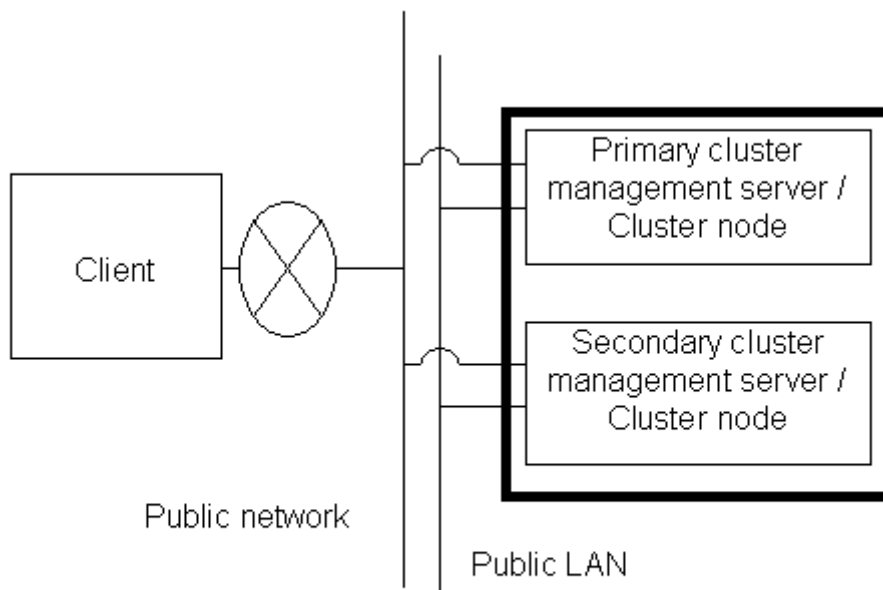 Primary cluster
management server /
Cluster node
Client
Secondary cluster
management server /
Cluster node
Public network
Public LAN